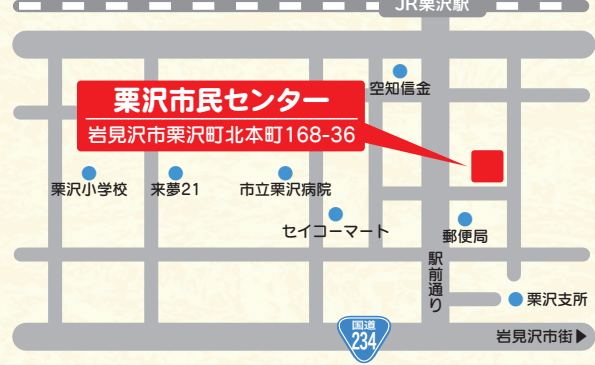 JR栗沢駅
空知信金
栗沢市民センター
岩見沢市栗沢町北本町168-36
栗沢小学校
来夢21
市立栗沢病院
セイコーマート
郵便局
駅前通り
栗沢支所
国道
234
岩見沢市街▶